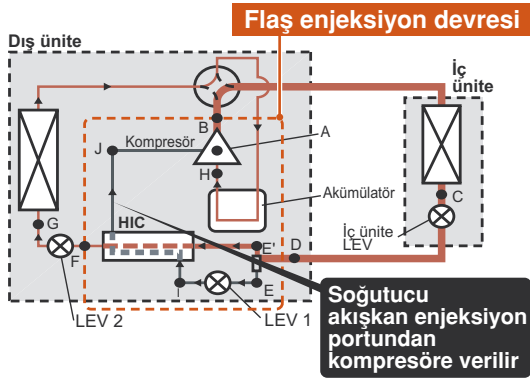 Flaş enjeksiyon devresi
Dış ünite
İç
ünite
B
A
Kompresör
J
H
Akümülatör
C
G
HIC
İç ünite
LEV
E'
D
F
I
E
LEV 2
LEV 1
Soğutucu
akışkan enjeksiyon
portundan
kompresöre verilir